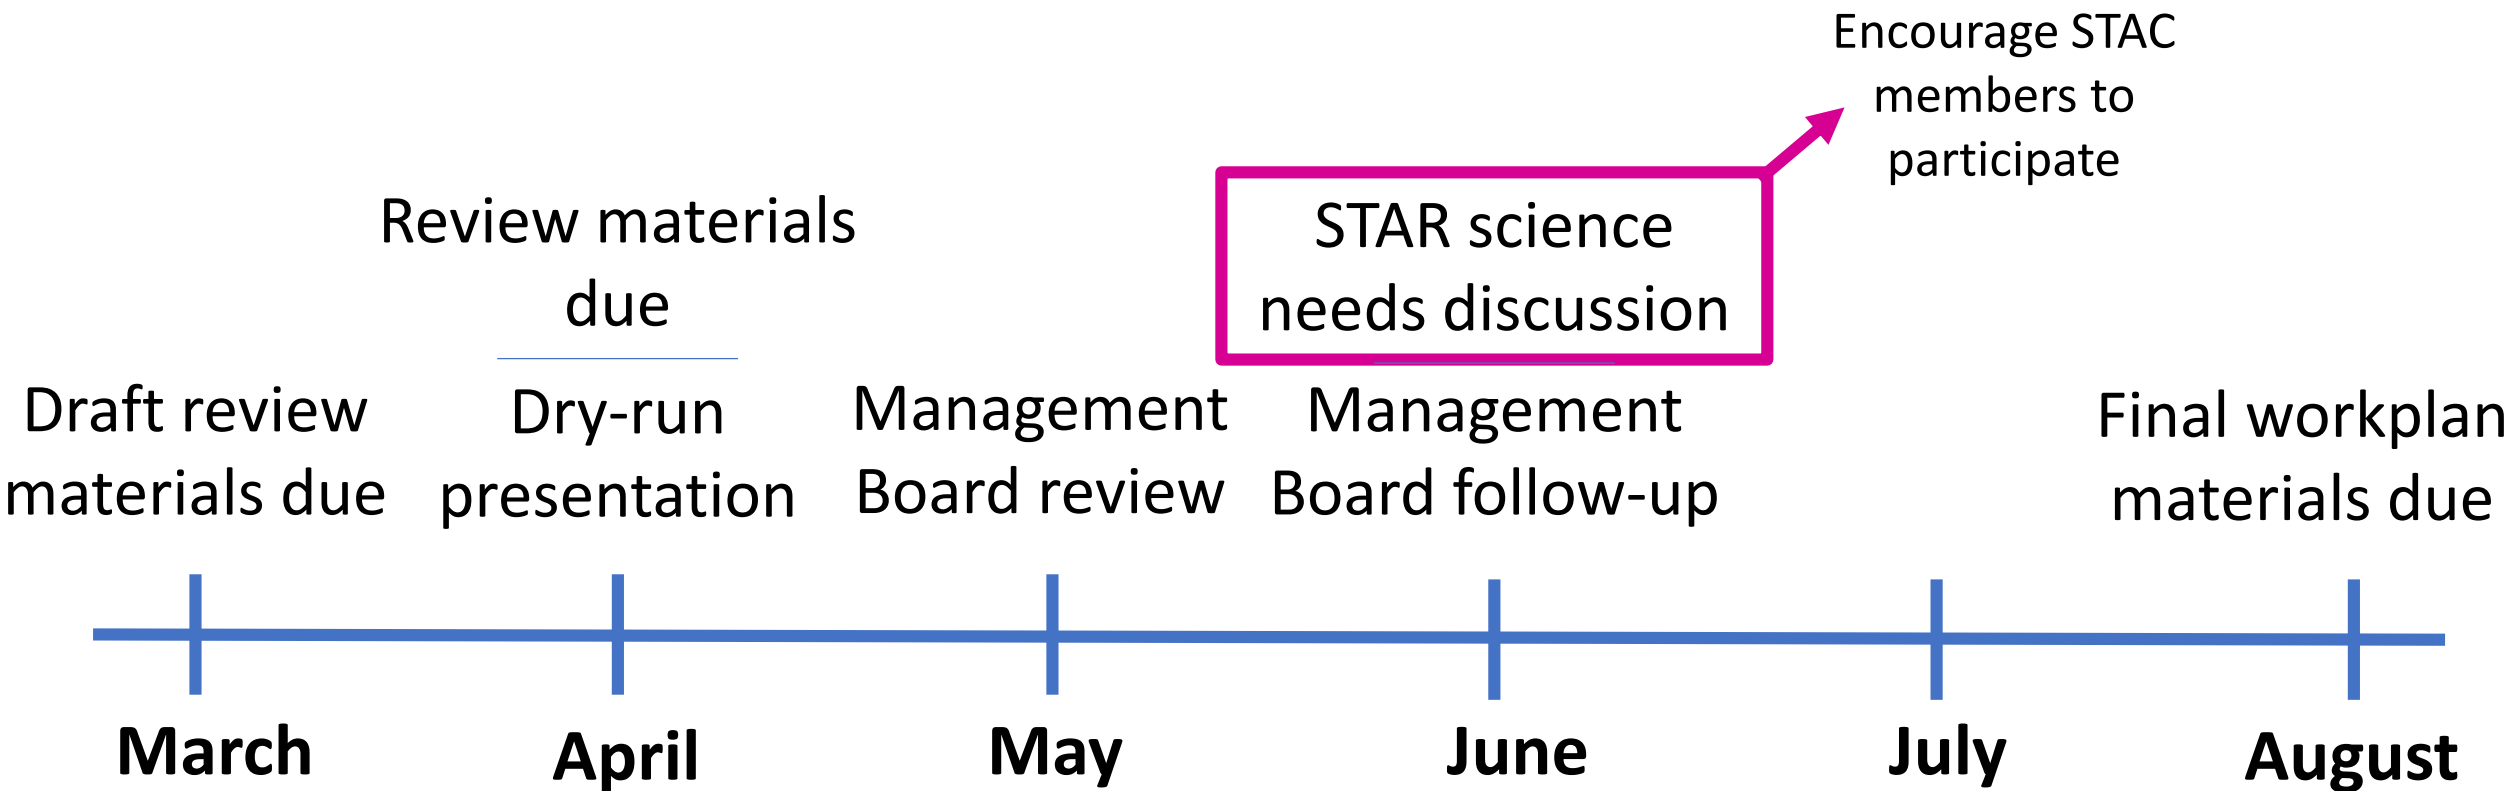 Encourage STAC
members to
participate
Review materials
due
STAR science
needs discussion
Draft review
materials due
Dry-run
presentation
Management
Board review
Management
Board follow-up
Final workplan
materials due
March
April
May
June
July
August